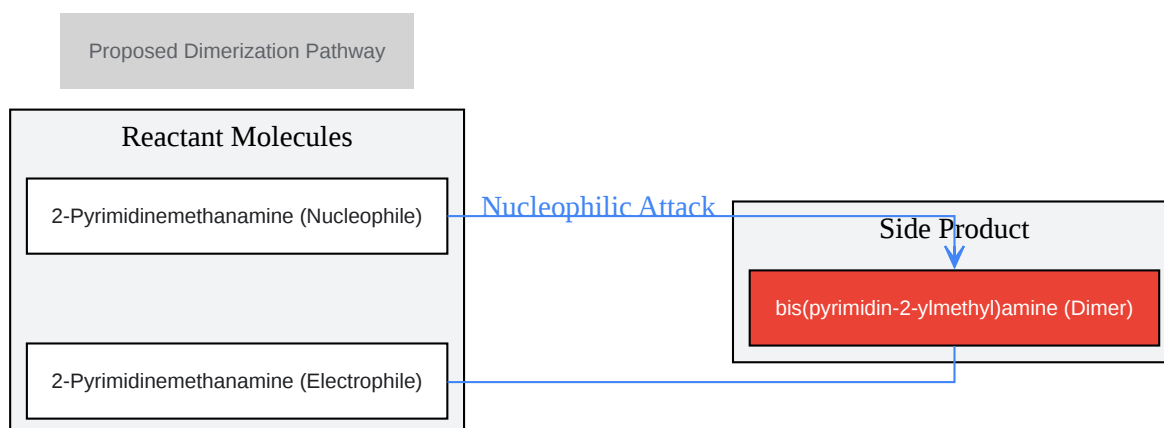 Proposed Dimerization Pathway
Reactant Molecules
2-Pyrimidinemethanamine (Nucleophile)
Nucleophilic Attack
Side Product
bis(pyrimidin-2-ylmethyl)amine (Dimer)
2-Pyrimidinemethanamine (Electrophile)